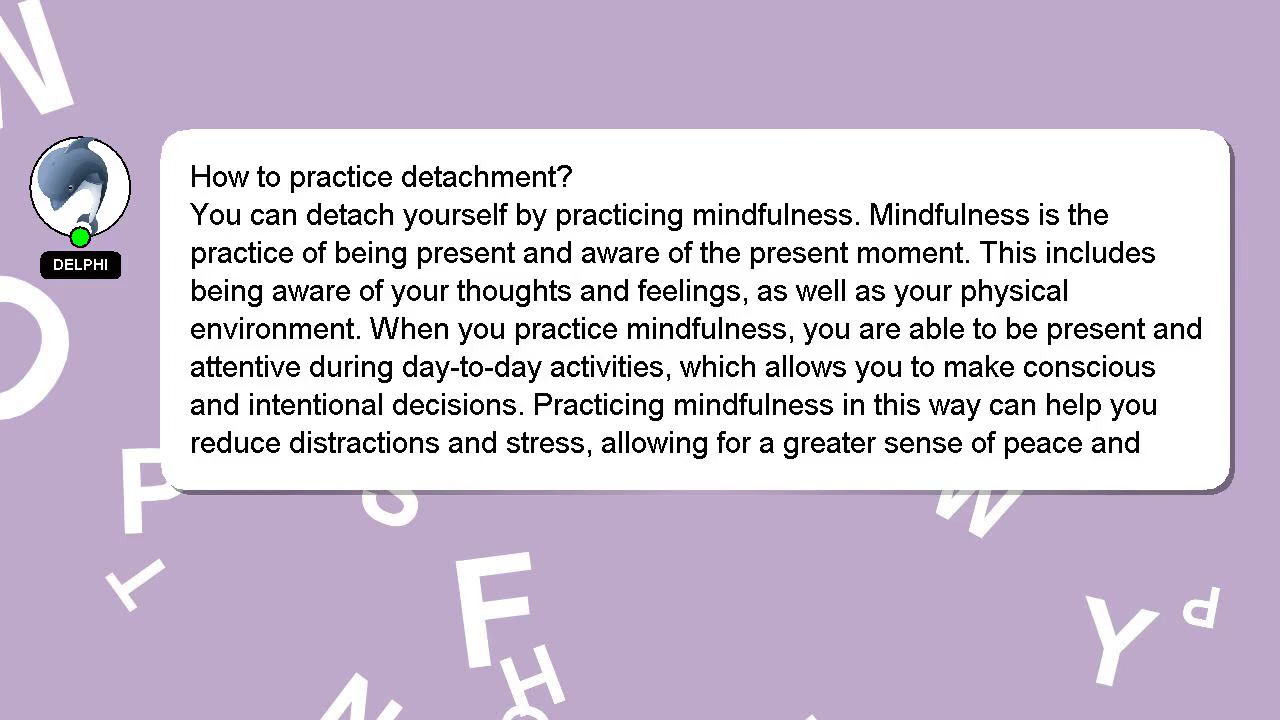 How to practice detachment?
You can detach yourself by practicing mindfulness. Mindfulness is the
practice of being present and aware of the present moment. This includes
being aware of your thoughts and feelings, as well as your physical
environment. When you practice mindfulness, you are able to be present and
attentive during day-to-day activities, which allows you to make conscious
and intentional decisions. Practicing mindfulness in this way can help you
reduce distractions and stress, allowing for a greater sense of peace and
DELPHI
N
O
P
S
W
T
F
H
Y
P
N